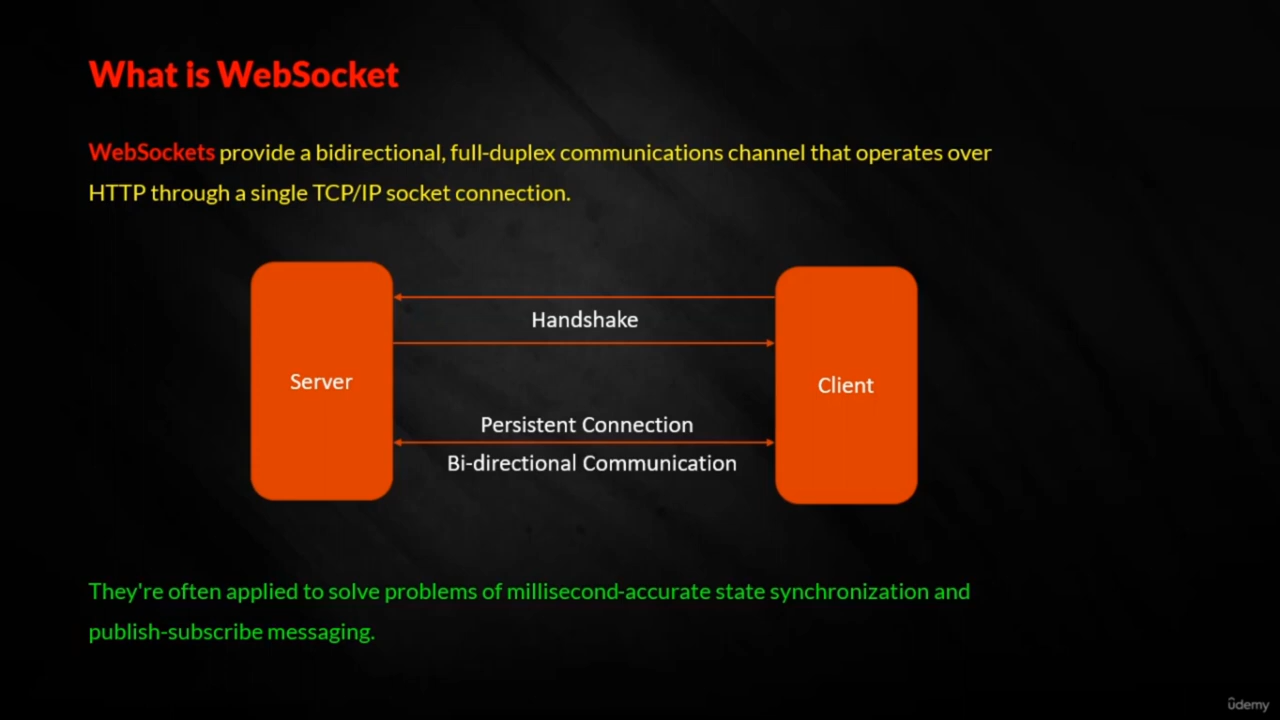 What is WebSocket
WebSockets provide a bidirectional, full-duplex communications channel that operates over
HTTP through a single TCP/IP socket connection.
Handshake
Server
Client
Persistent Connection
Bi-directional Communication
They're often applied to solve problems of millisecond-accurate state synchronization and
publish-subscribe messaging.
ûdemy